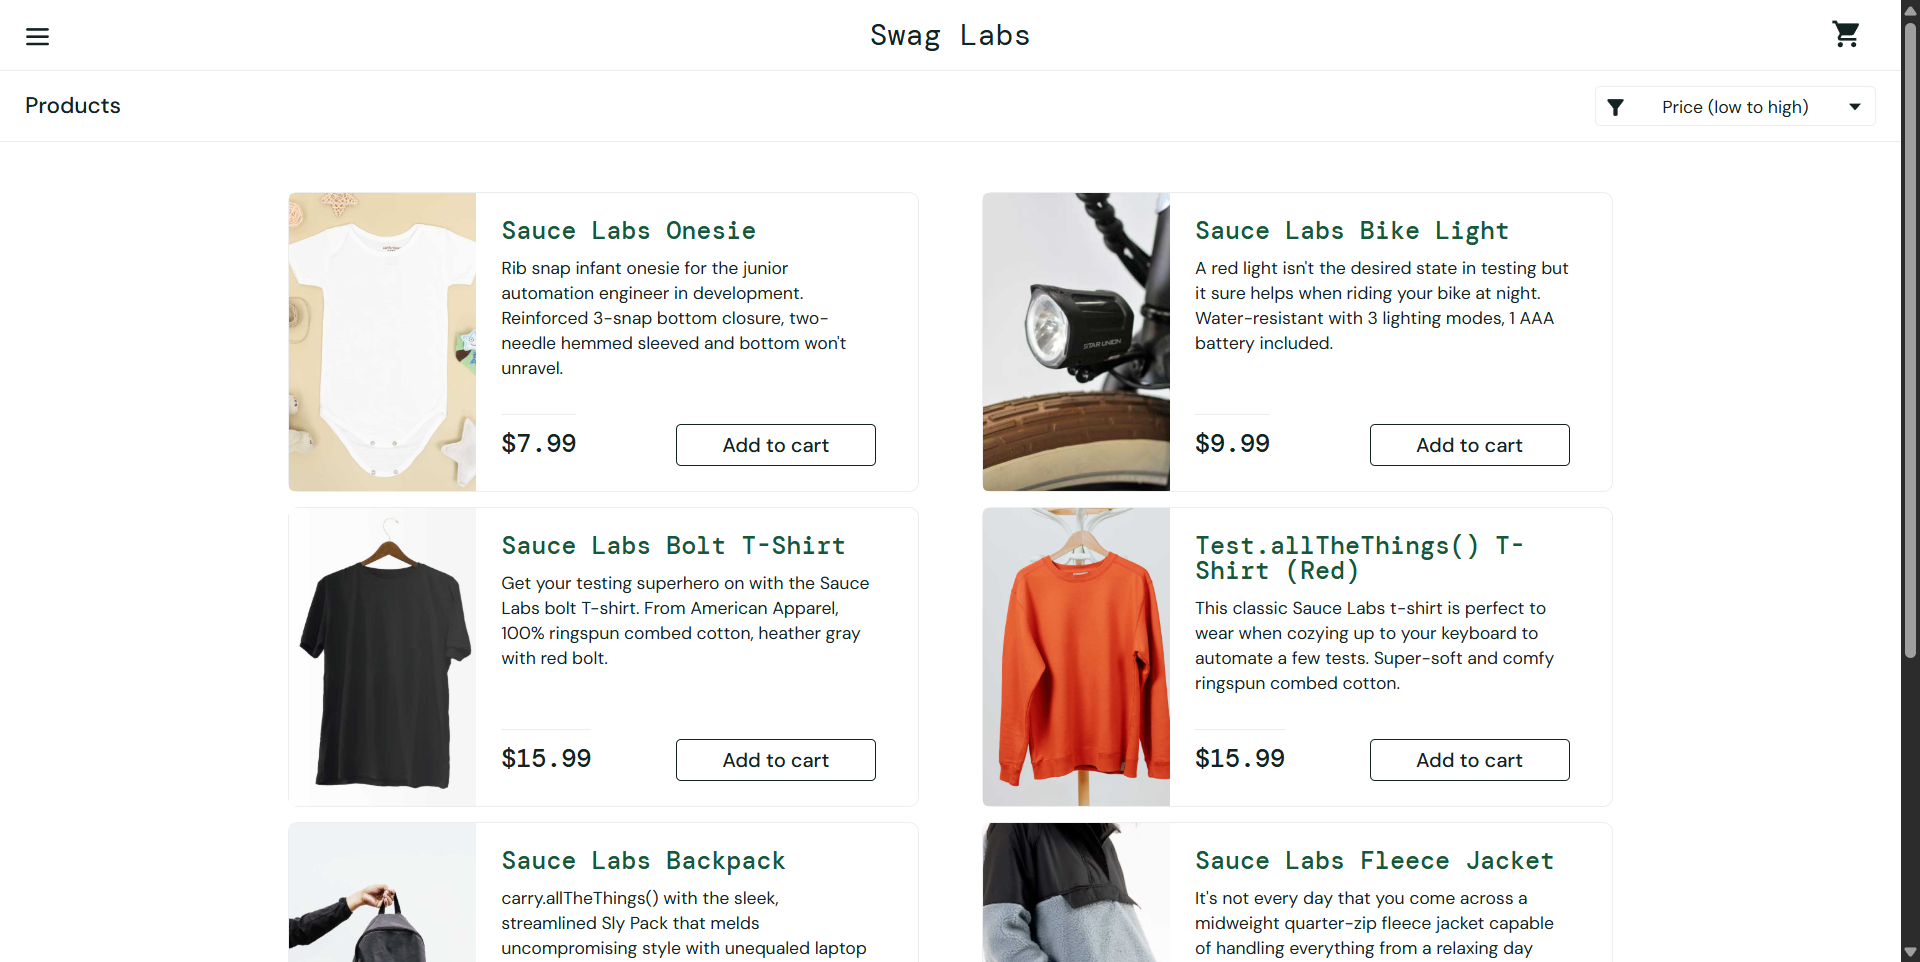 Swag Labs
Products
Price (low to high)
Sauce Labs Onesie
Rib snap infant onesie for the junior
automation engineer in development.
Reinforced 3-snap bottom closure, two-
needle hemmed sleeved and bottom won't
unravel.
$7.99
Add to cart
Sauce Labs Bike Light
A red light isn't the desired state in testing but
it sure helps when riding your bike at night.
Water-resistant with 3 lighting modes, 1 AAA
battery included.
$9.99
Add to cart
STAR UNION
Sauce Labs Bolt T-Shirt
Get your testing superhero on with the Sauce
Labs bolt T-shirt. From American Apparel,
100% ringspun combed cotton, heather gray
with red bolt.
$15.99
Add to cart
Test.allTheThings() T-
Shirt (Red)
This classic Sauce Labs t-shirt is perfect to
wear when cozying up to your keyboard to
automate a few tests. Super-soft and comfy
ringspun combed cotton.
$15.99
Add to cart
Sauce Labs Backpack
carry.allTheThings() with the sleek,
streamlined Sly Pack that melds
uncompromising style with unequaled laptop
Sauce Labs Fleece Jacket
It's not every day that you come across a
midweight quarter-zip fleece jacket capable
of handling everything from a relaxing day